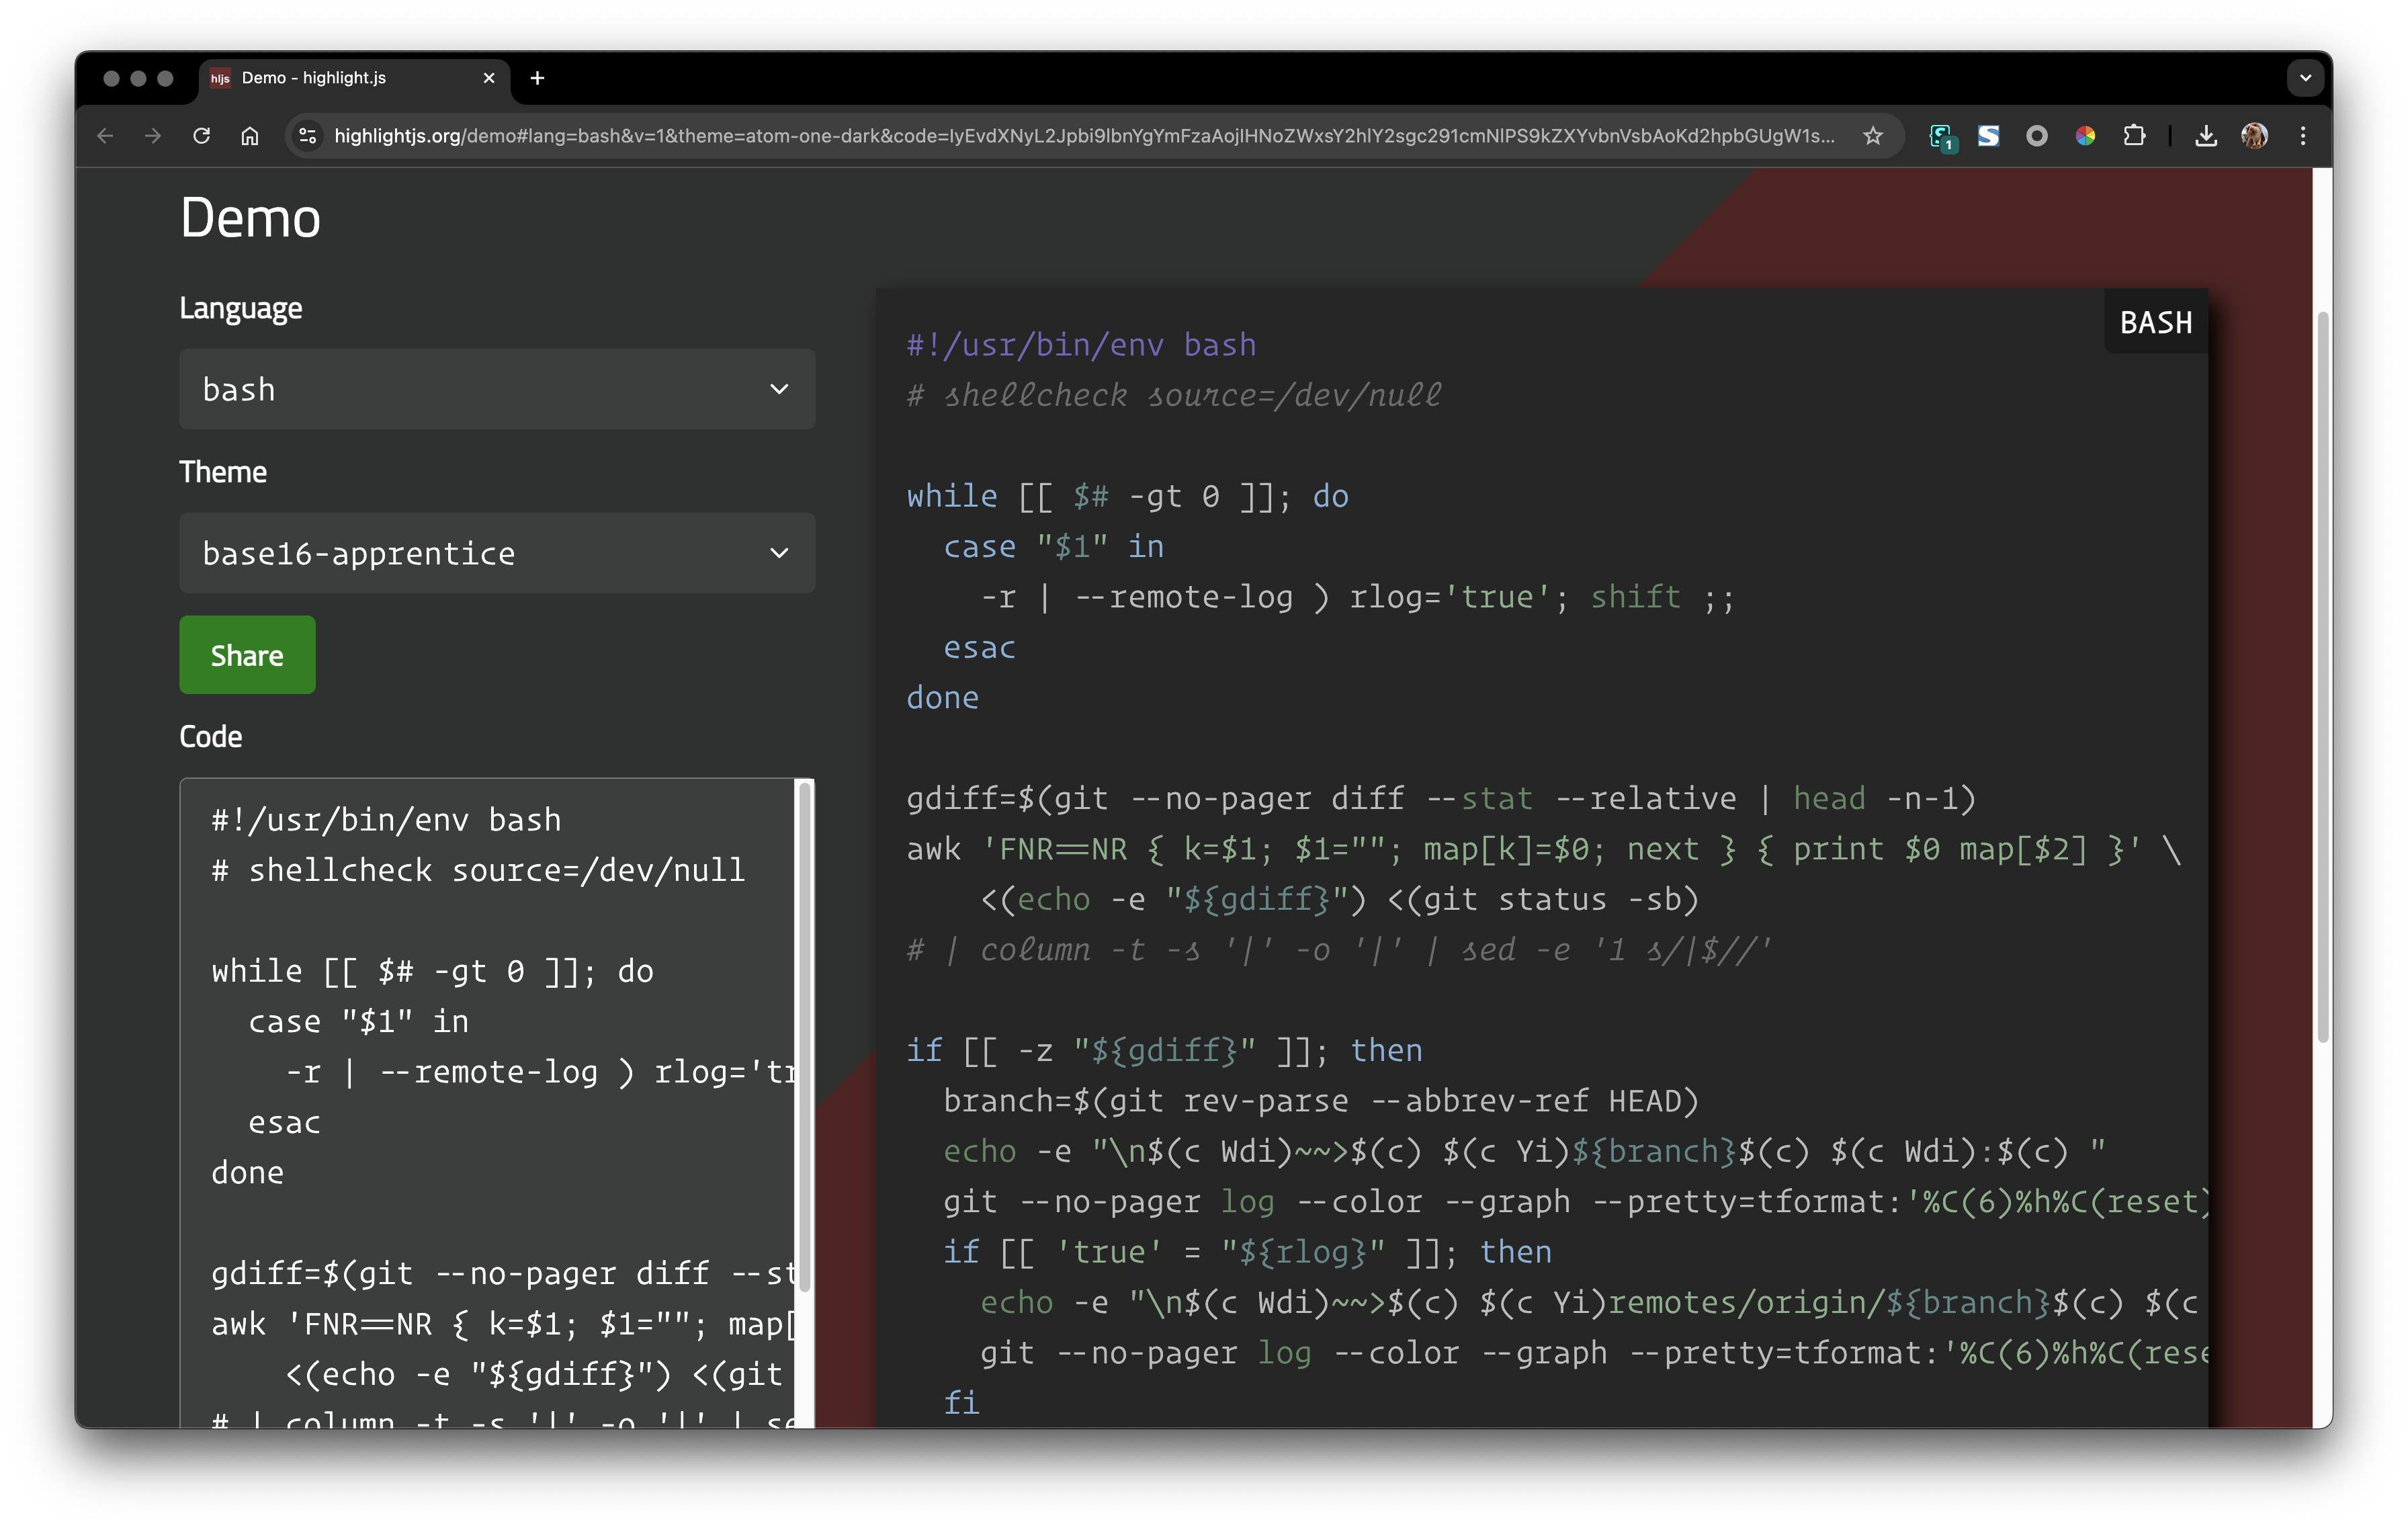 hljs Demo - highlight.js
highlightjs.org/demo#lang=bash&v=1&theme=atom-one-dark&code=IyEvdXNyL2Jpbi9lbnYgYmFzaAojIHNoZWxsY2hlY2sgc291cmNlPS9kZXYvbnVsbAoKd2hpbGUgW1s...
1
Demo
Language
bash
Theme
base16-apprentice
Share
Code
#!/usr/bin/env bash
# shellcheck source=/dev/null
while [[ $# -gt 0 ]]; do
case "$1" in
-r | --remote-log ) rlog='tr
esac
done
gdiff=$(git --no-pager diff --st
awk 'FNR==NR { k=$1; $1=""; map[
<(echo -e "${gdiff}") <(git
# | column -t -s '|' -o '|' | se
BASH
#!/usr/bin/env bash
# shellcheck source=/dev/null
while [[ $# -gt 0 ]]; do
case "$1" in
-r | --remote-log ) rlog='true'; shift ;;
esac
done
gdiff=$(git --no-pager diff --stat --relative | head -n-1)
awk 'FNR==NR { k=$1; $1=""; map[k]=$0; next } { print $0 map[$2] }' \
<(echo -e "${gdiff}") <(git status -sb)
# | column -t -s '|' -o '|' | sed -e '1 s/|$//'
if [[ -z "${gdiff}" ]]; then
branch=$(git rev-parse --abbrev-ref HEAD)
echo -e "\n$(c Wdi)~~>$(c) $(c Yi)${branch}$(c) $(c Wdi):$(c) "
git --no-pager log --color --graph --pretty=tformat:'%C(6)%h%C(reset)
if [[ 'true' = "${rlog}" ]]; then
echo -e "\n$(c Wdi)~~>$(c) $(c Yi)remotes/origin/${branch}$(c) $(c
git --no-pager log --color --graph --pretty=tformat:'%C(6)%h%C(rese
fi